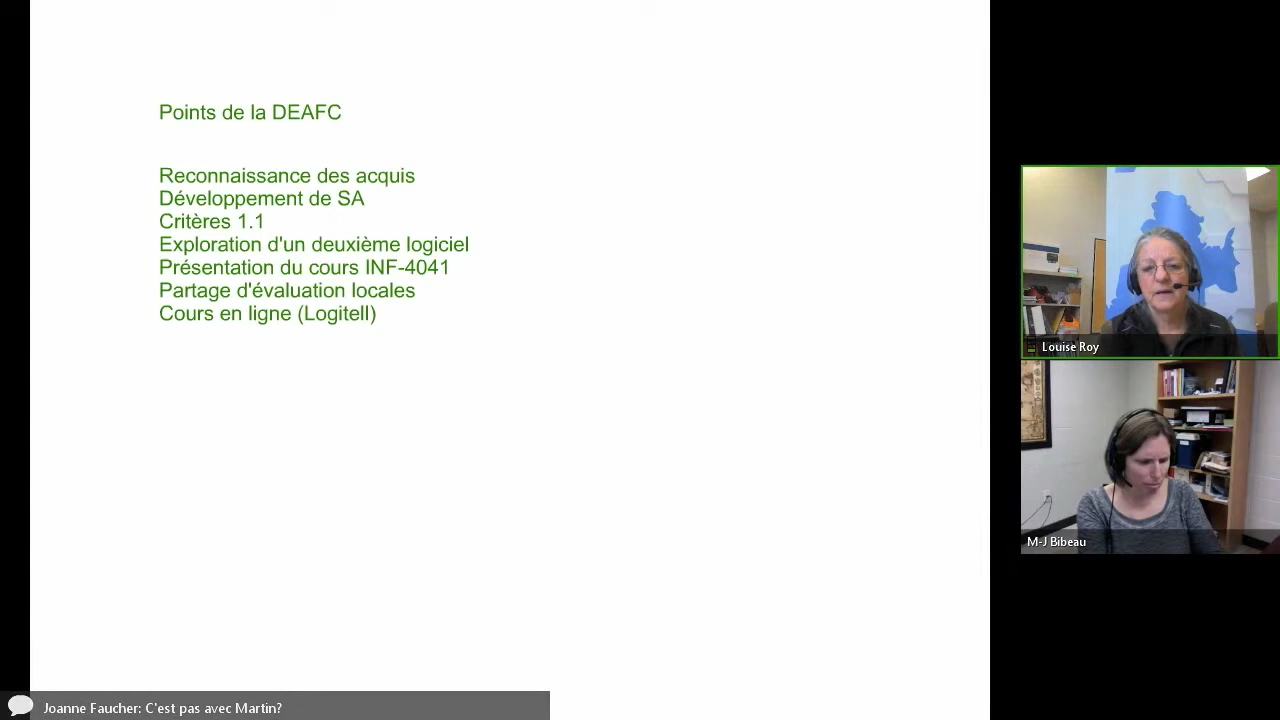 Points de la DEAFC
Reconnaissance des acquis
Développement de SA
Critères 1.1
Exploration d'un deuxième logiciel
Présentation du cours INF-4041
Partage d'évaluation locales
Cours en ligne (Logitell)
Louise Roy
M-J Bibeau
Joanne Faucher: C'est pas avec Martin?